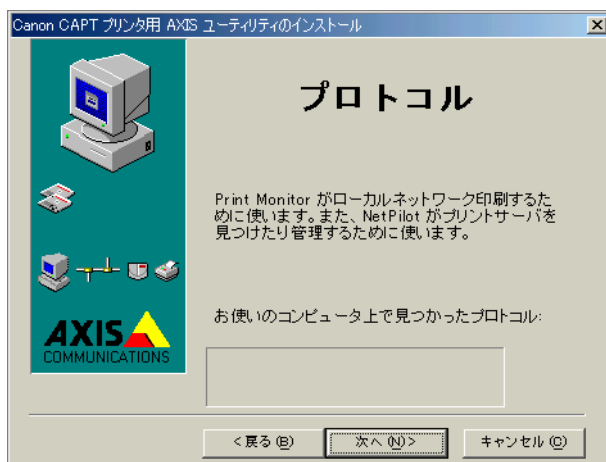 Canon CAPT プリンタ用 AXIS ユーティリティのインストール
プロトコル
Print Monitor がローカルネットワーク印刷するた
めに使います。また、NetPilot がプリントサーバを
見つけたり管理するために使います。
お使いのコンピュータ上で見つかったプロトコル:
AXIS
COMMUNICATIONS
<戻る(B)
次へ(N)>
キャンセル(C)